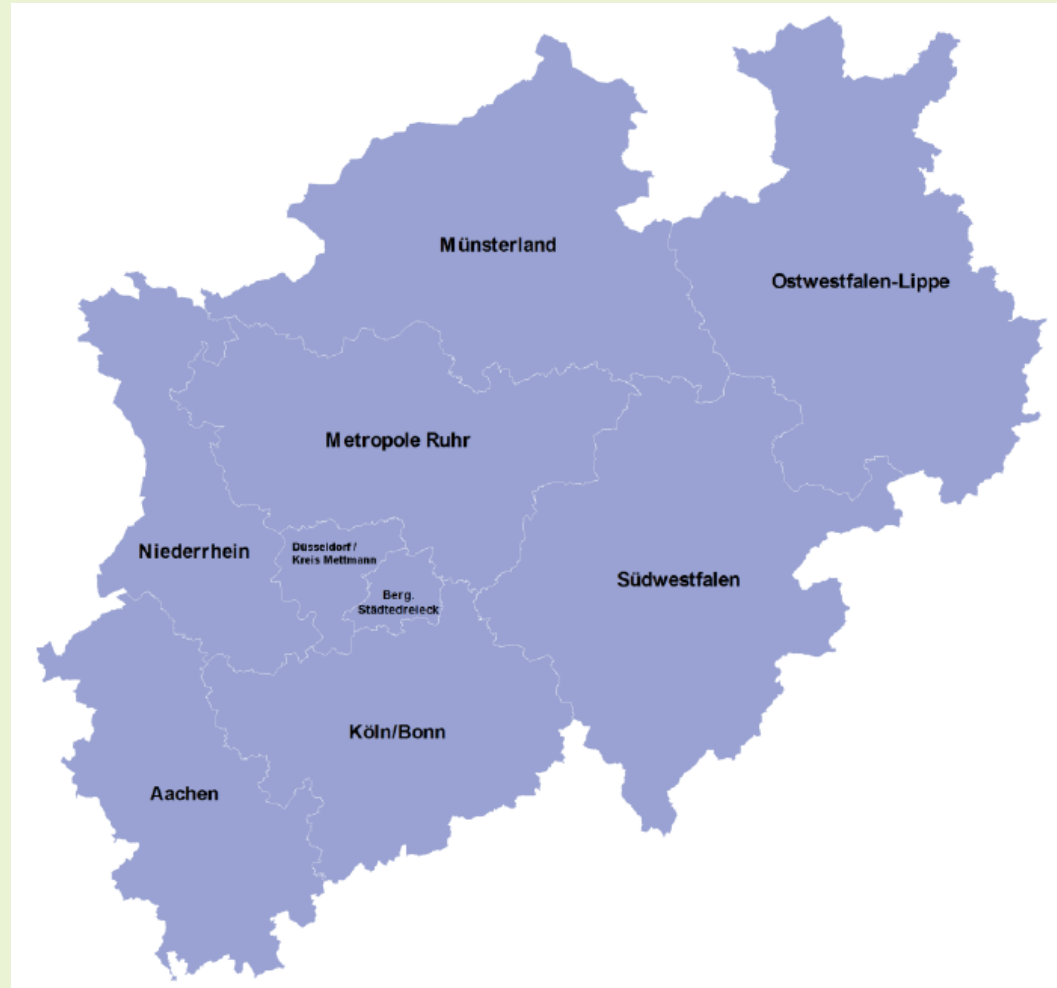 Münsterland
Ostwestfalen-Lippe
Metropole Ruhr
Niederrhein
Düsseldorf /
Kreis Mettmann
Berg.
Städtedreieck
Südwestfalen
Köln/Bonn
Aachen